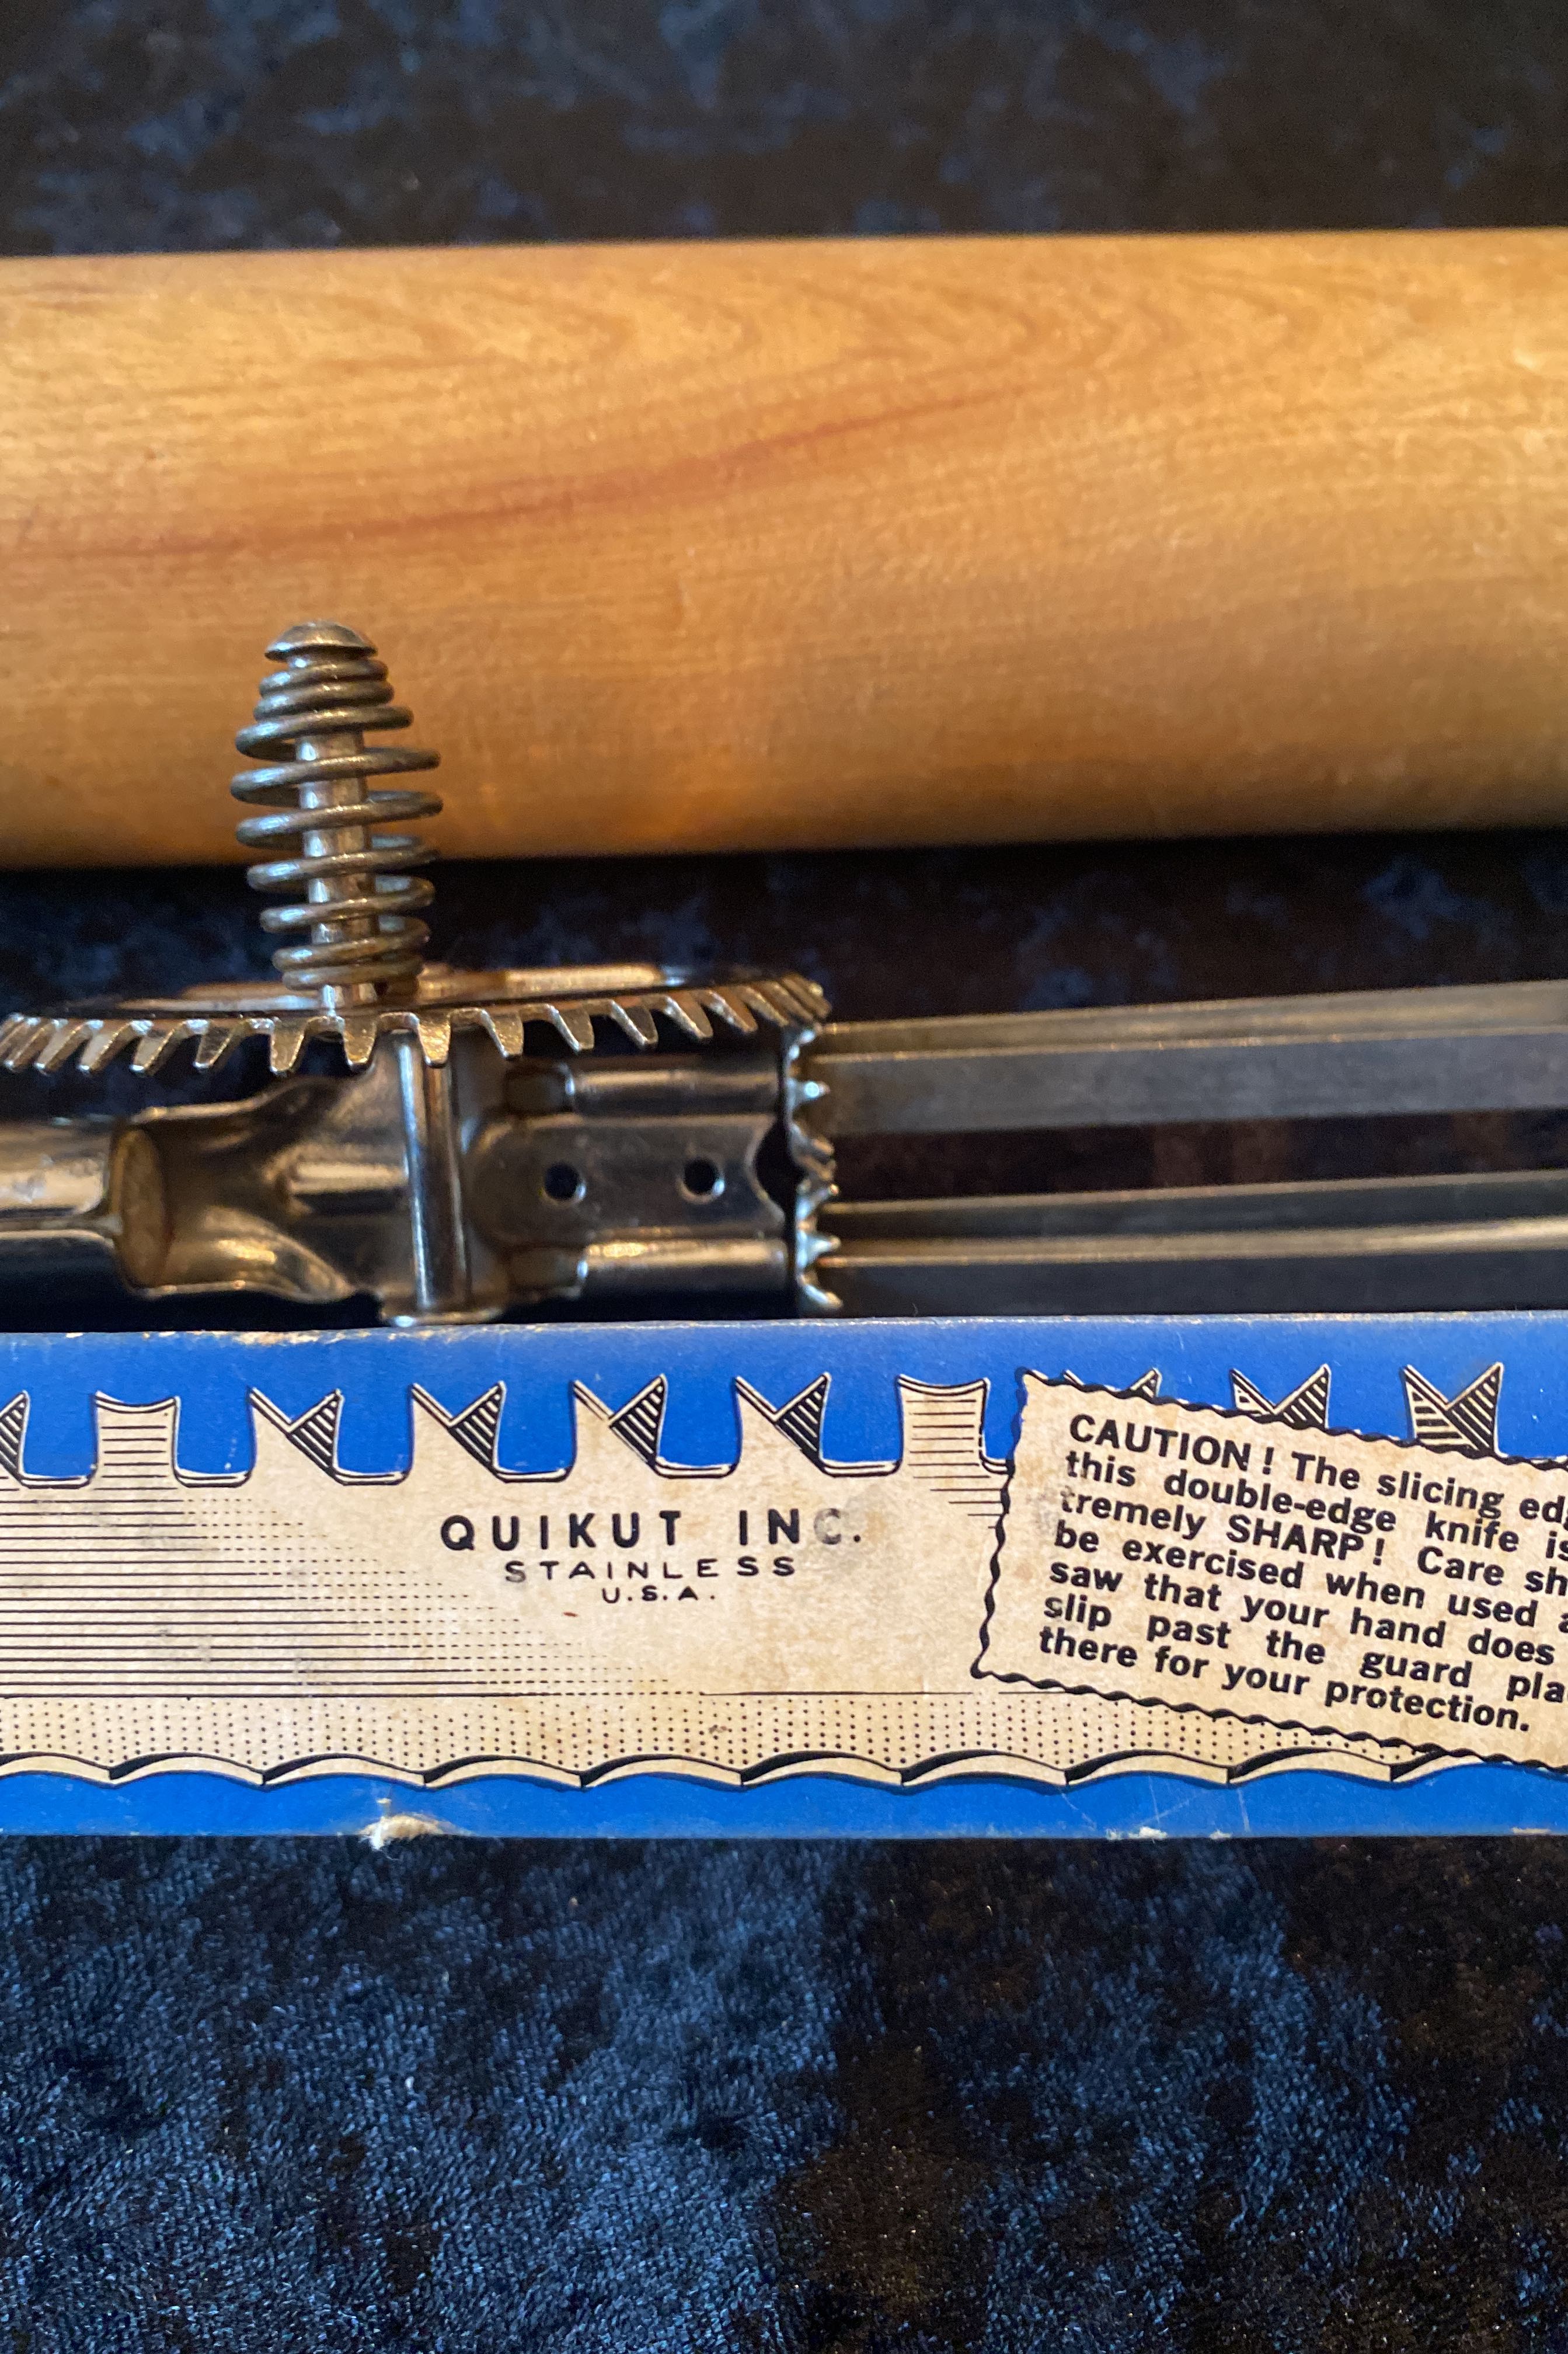 QUIKUT INC.
STAINLESS
U.S.A.
CAUTION! The slicing
this double-edge knife
tremely SHARP! Care
be exercised when used
saw that your hand does
slip past the guard
there for your protection.